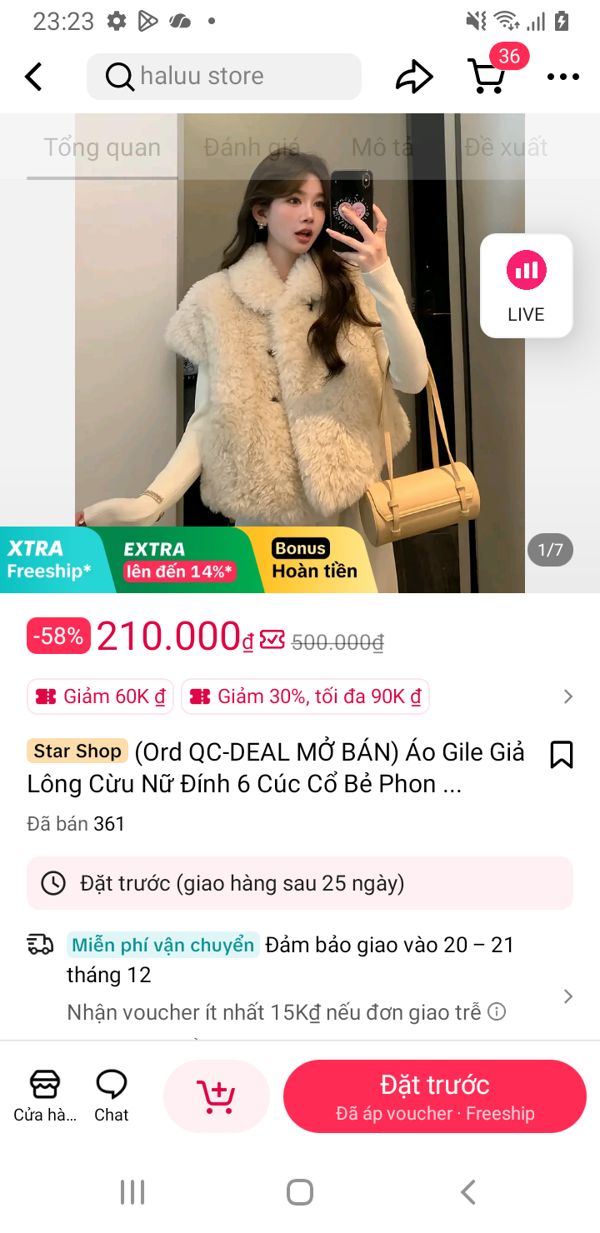 23:23
36
haluu store
Tổng quan Đánh giá Mô tả Đề xuất
LIVE
XTRA
Freeship*
EXTRA
lên đến 14%*
Bonus
Hoàn tiền
1/7
-58% 210.000₫ 500.000₫
Giảm 60K ₫ Giảm 30%, tối đa 90K ₫
Star Shop (Ord QC-DEAL MỞ BÁN) Áo Gile Giả
Lông Cừu Nữ Đính 6 Cúc Cổ Bẻ Phon ...
Đã bán 361
Đặt trước (giao hàng sau 25 ngày)
Miễn phí vận chuyển Đảm bảo giao vào 20 – 21
tháng 12
Nhận voucher ít nhất 15K₫ nếu đơn giao trễ
Cửa hà...
Chat
Đặt trước
Đã áp voucher · Freeship